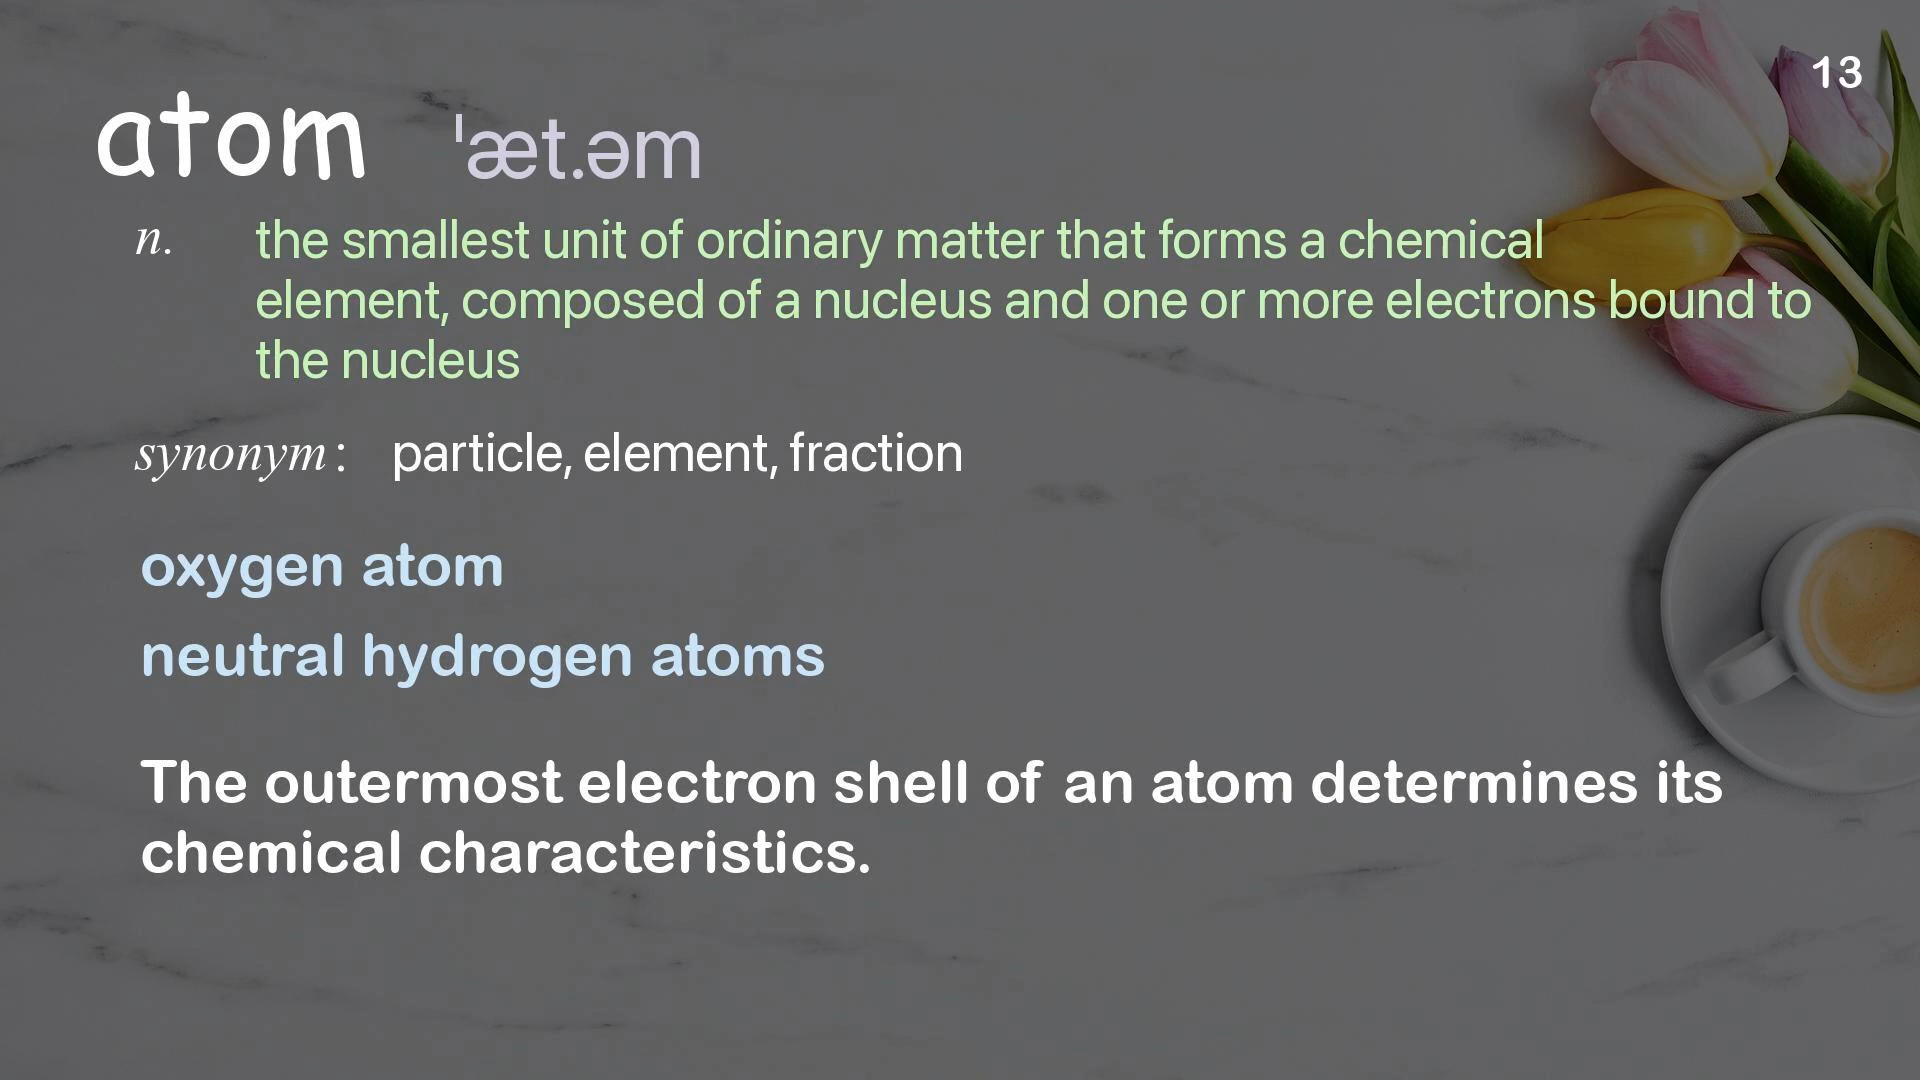 13
atom ˈæt.əm
n. the smallest unit of ordinary matter that forms a chemical
element, composed of a nucleus and one or more electrons bound to
the nucleus
synonym: particle, element, fraction
oxygen atom
neutral hydrogen atoms
The outermost electron shell of an atom determines its
chemical characteristics.